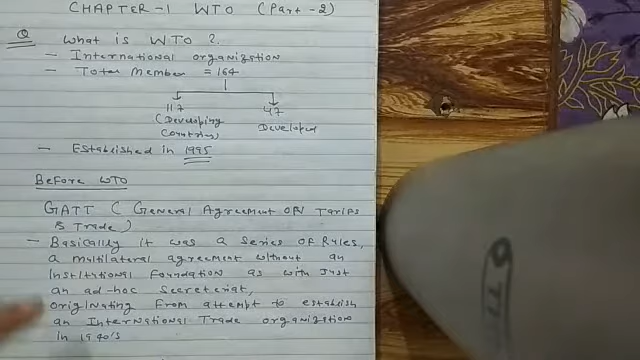 CHAPTER-1 WTO (Part-2)
Q What is WTO?
- International organization
- Total Member = 164
117 47
(Developing Developed
Countries)
- Established in 1995
Before WTO
GATT ( General Agreement ON Tarifs
& Trade)
- Basically it was a series of Rules,
a multilateral agreement without an
Institutional Foundation as with Just
an ad-hoc Secretariat,
originating From attempt to establish
an International Trade organization
in 1940's